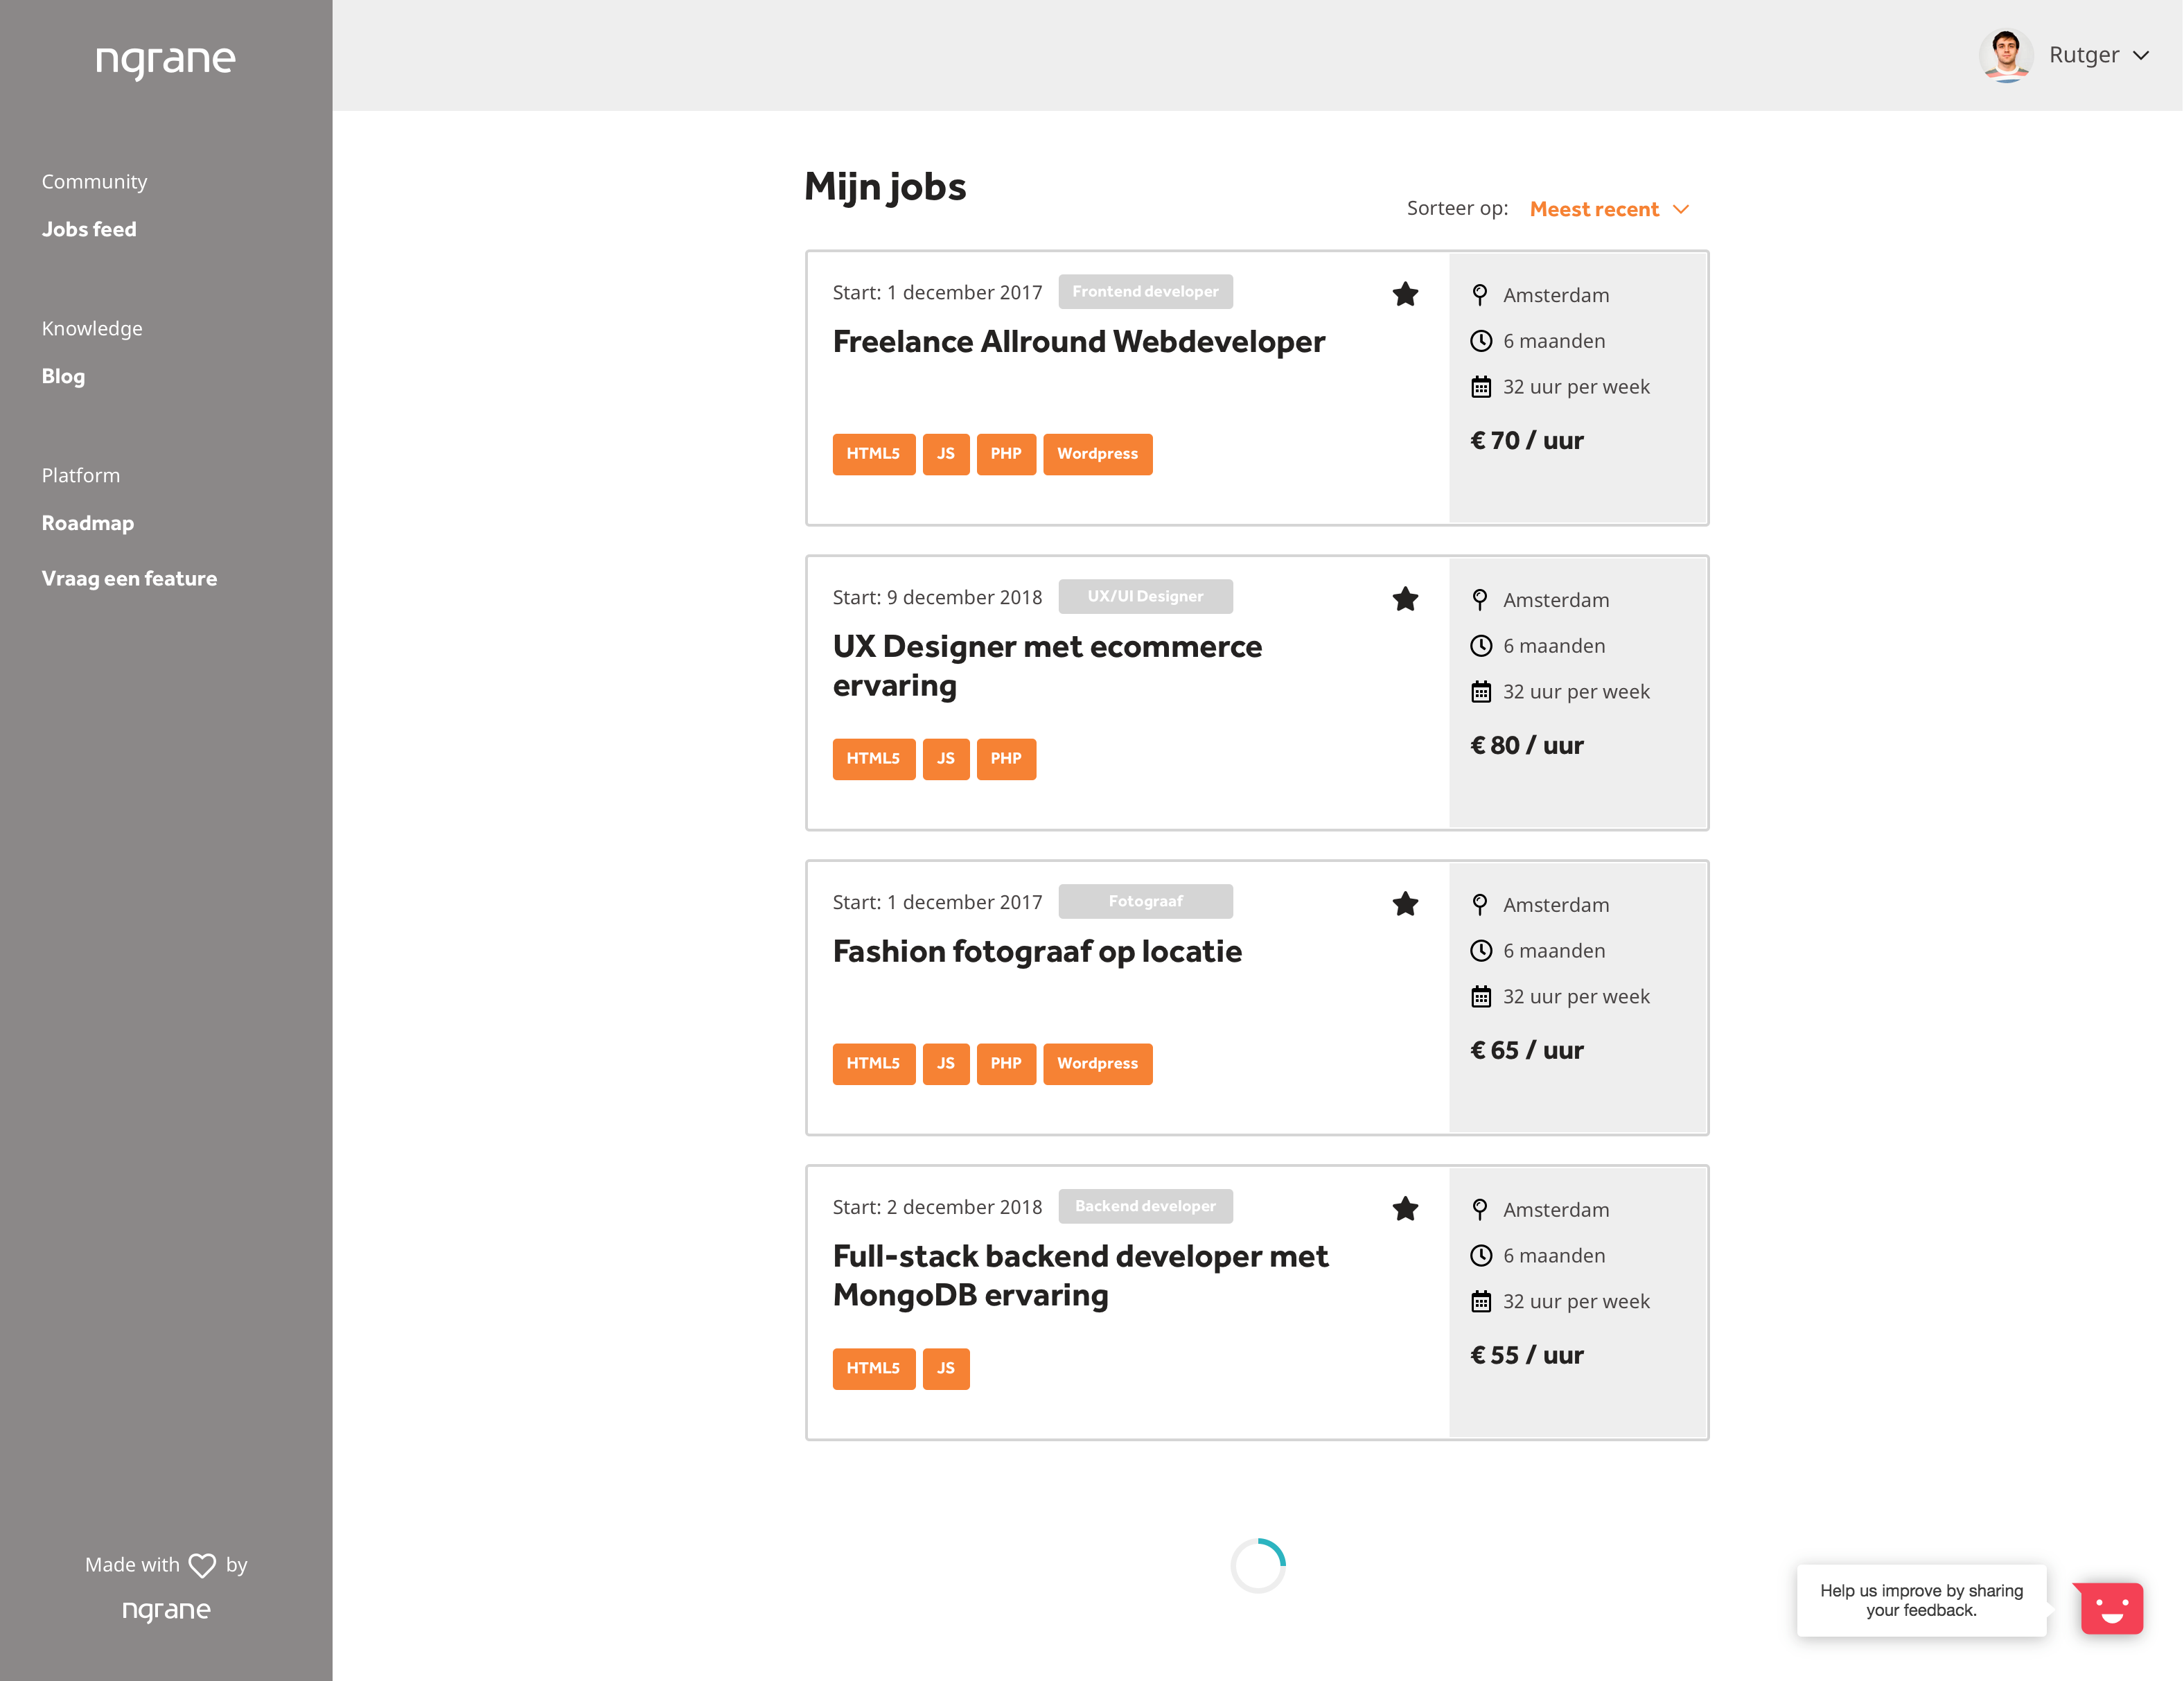 ngrane
Rutger
Community
Jobs feed
Knowledge
Blog
Platform
Roadmap
Vraag een feature
Made with by
ngrane
Mijn jobs
Sorteer op: Meest recent
Start: 1 december 2017 Frontend developer
Freelance Allround Webdeveloper
HTML5 JS PHP Wordpress
Amsterdam
6 maanden
32 uur per week
€ 70 / uur
Start: 9 december 2018 UX/UI Designer
UX Designer met ecommerce
ervaring
HTML5 JS PHP
Amsterdam
6 maanden
32 uur per week
€ 80 / uur
Start: 1 december 2017 Fotograaf
Fashion fotograaf op locatie
HTML5 JS PHP Wordpress
Amsterdam
6 maanden
32 uur per week
€ 65 / uur
Start: 2 december 2018 Backend developer
Full-stack backend developer met
MongoDB ervaring
HTML5 JS
Amsterdam
6 maanden
32 uur per week
€ 55 / uur
Help us improve by sharing
your feedback.